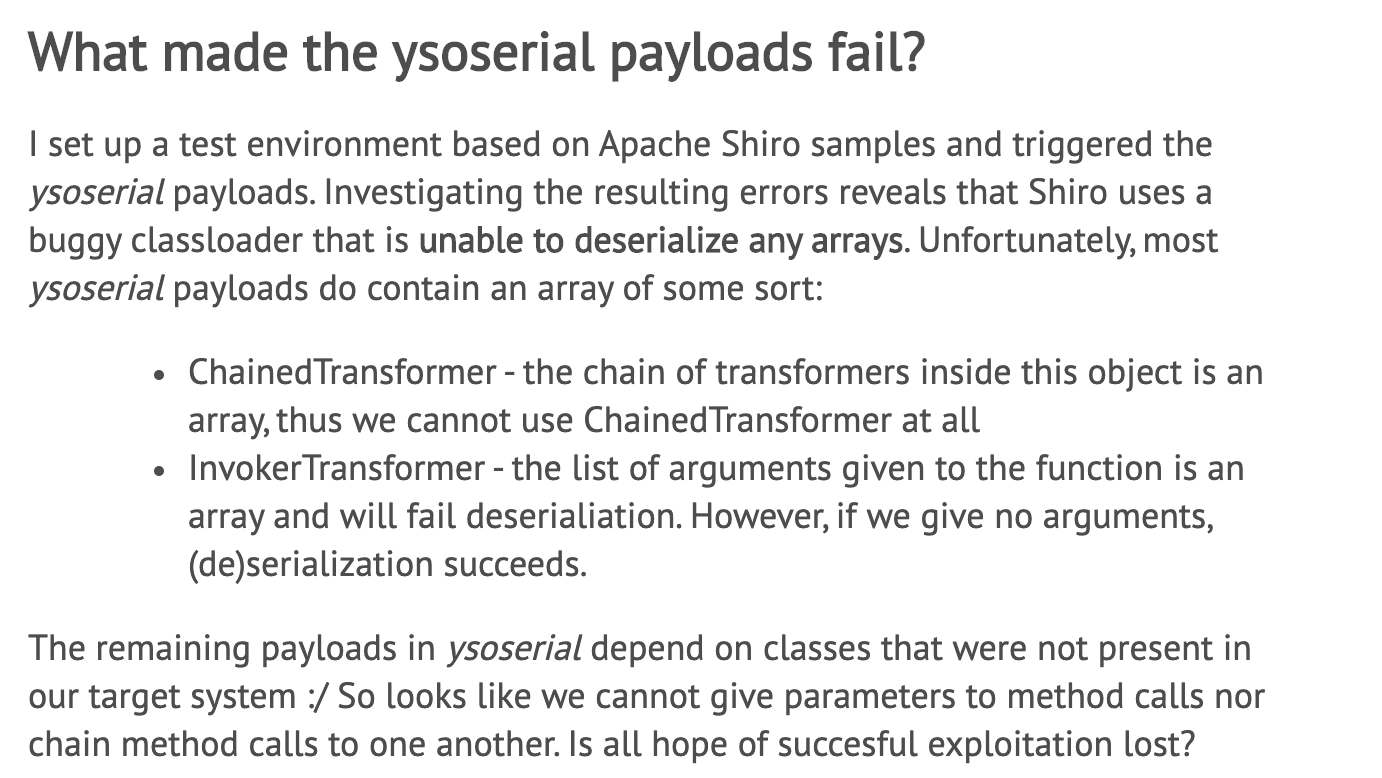 What made the ysoserial payloads fail?
I set up a test environment based on Apache Shiro samples and triggered the
ysoserial payloads. Investigating the resulting errors reveals that Shiro uses a
buggy classloader that is unable to deserialize any arrays. Unfortunately, most
ysoserial payloads do contain an array of some sort:
• ChainedTransformer - the chain of transformers inside this object is an
array, thus we cannot use ChainedTransformer at all
• InvokerTransformer - the list of arguments given to the function is an
array and will fail deserialiation. However, if we give no arguments,
(de)serialization succeeds.
The remaining payloads in ysoserial depend on classes that were not present in
our target system :/ So looks like we cannot give parameters to method calls nor
chain method calls to one another. Is all hope of succesful exploitation lost?